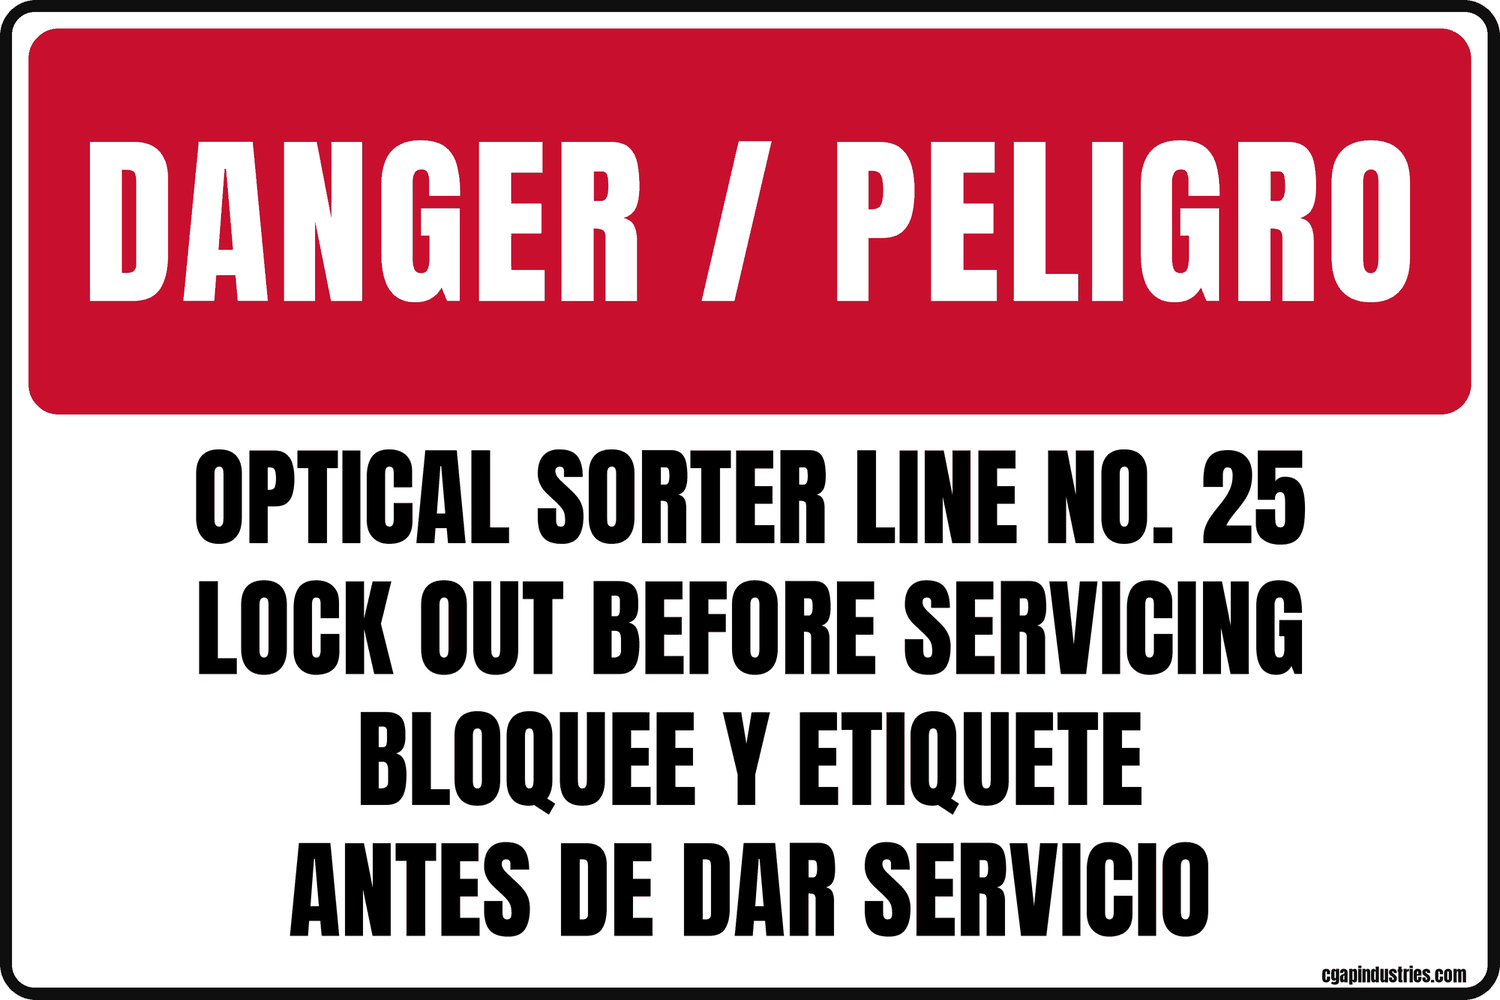 DANGER / PELIGRO
OPTICAL SORTER LINE NO. 25
LOCK OUT BEFORE SERVICING
BLOQUEE Y ETIQUETE
ANTES DE DAR SERVICIO
cgapindustries.com